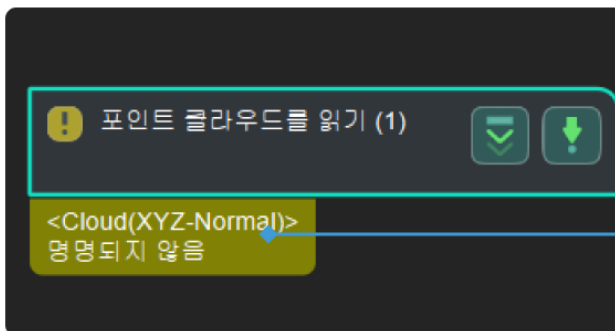 포인트 클라우드를 읽기 (1)
<Cloud(XYZ-Normal)>
명명되지 않음